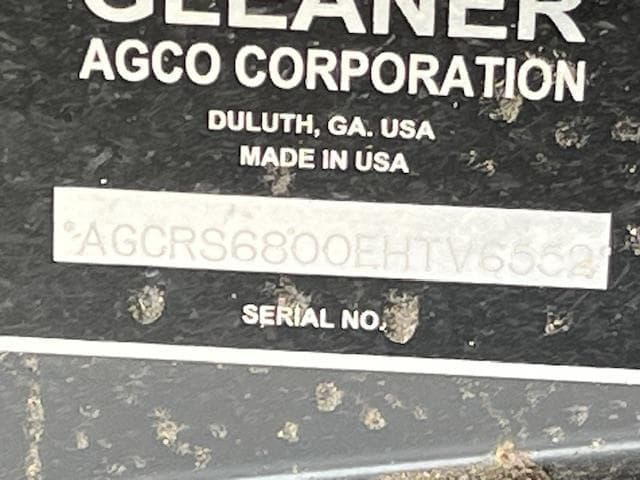 GLEANER
AGCO CORPORATION
DULUTH, GA. USA
MADE IN USA
*AGCRS6800EHTV6552*
SERIAL NO.